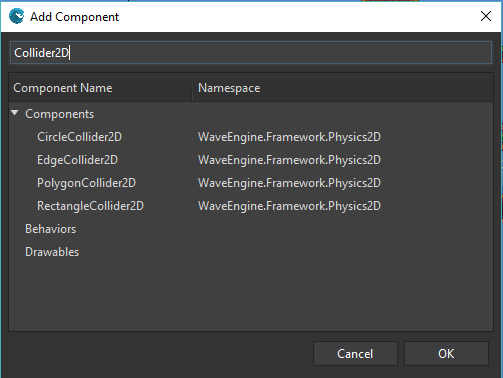 Add Component
Collider2D
Component Name Namespace
Components
CircleCollider2D WaveEngine.Framework.Physics2D
EdgeCollider2D WaveEngine.Framework.Physics2D
PolygonCollider2D WaveEngine.Framework.Physics2D
RectangleCollider2D WaveEngine.Framework.Physics2D
Behaviors
Drawables
Cancel OK